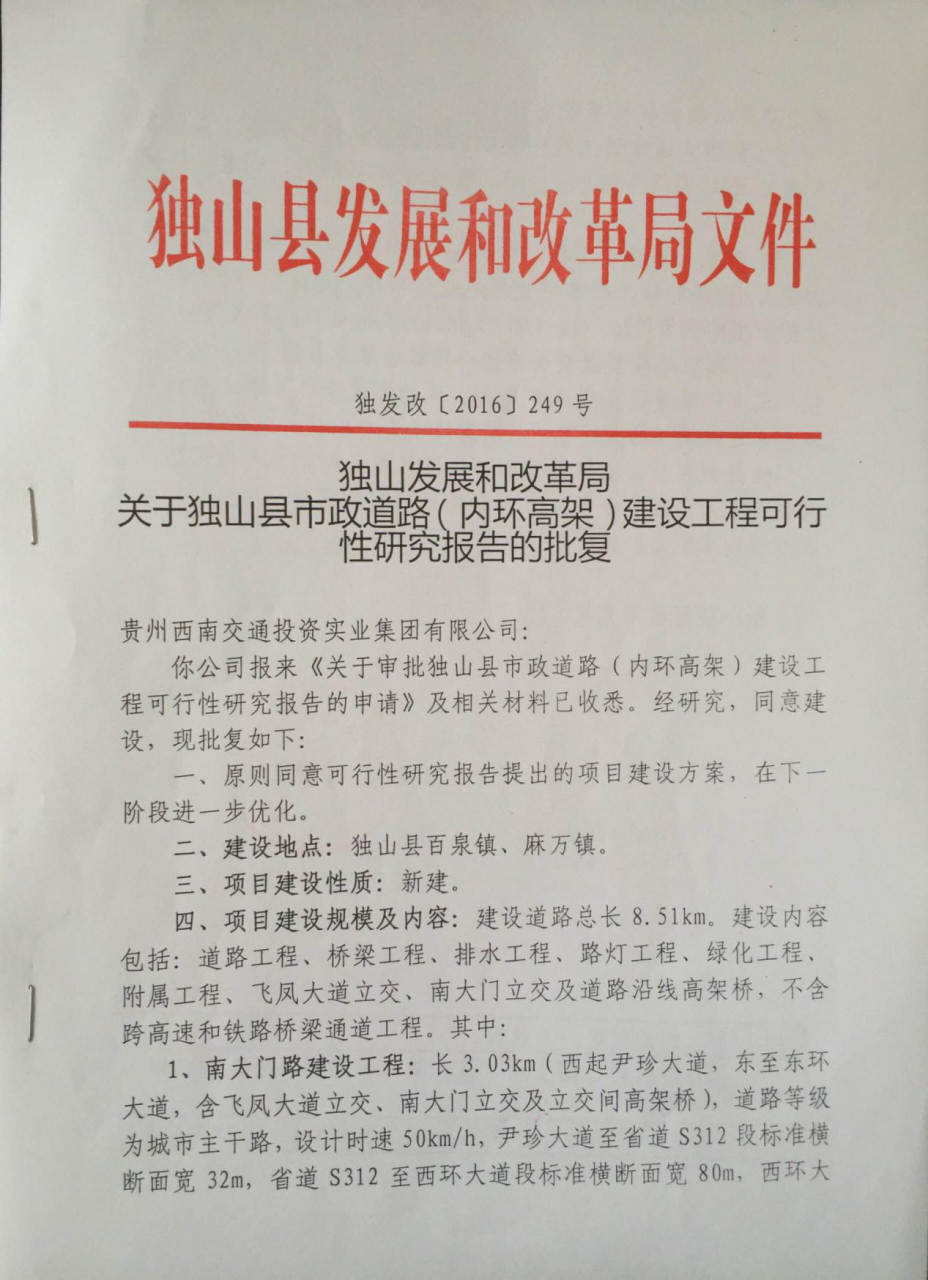 独山县发展和改革局文件
独发改〔2016〕249 号
独山发展和改革局
关于独山县市政道路(内环高架)建设工程可行
性研究报告的批复
贵州西南交通投资实业集团有限公司:
你公司报来《关于审批独山县市政道路(内环高架)建设工
程可行性研究报告的申请》及相关材料已收悉。经研究,同意建
设,现批复如下:
一、原则同意可行性研究报告提出的项目建设方案,在下一
阶段进一步优化。
二、建设地点:独山县百泉镇、麻万镇。
三、项目建设性质:新建。
四、项目建设规模及内容:建设道路总长 8.51km。建设内容
包括:道路工程、桥梁工程、排水工程、路灯工程、绿化工程、
附属工程、飞凤大道立交、南大门立交及道路沿线高架桥,不含
跨高速和铁路桥梁通道工程。其中:
1、南大门路建设工程:长 3.03km(西起尹珍大道,东至东环
大道,含飞凤大道立交、南大门立交及立交间高架桥),道路等级
为城市主干路,设计时速 50km/h,尹珍大道至省道 S312 段标准横
断面宽 32m,省道 S312 至西环大道段标准横断面宽 80m,西环大